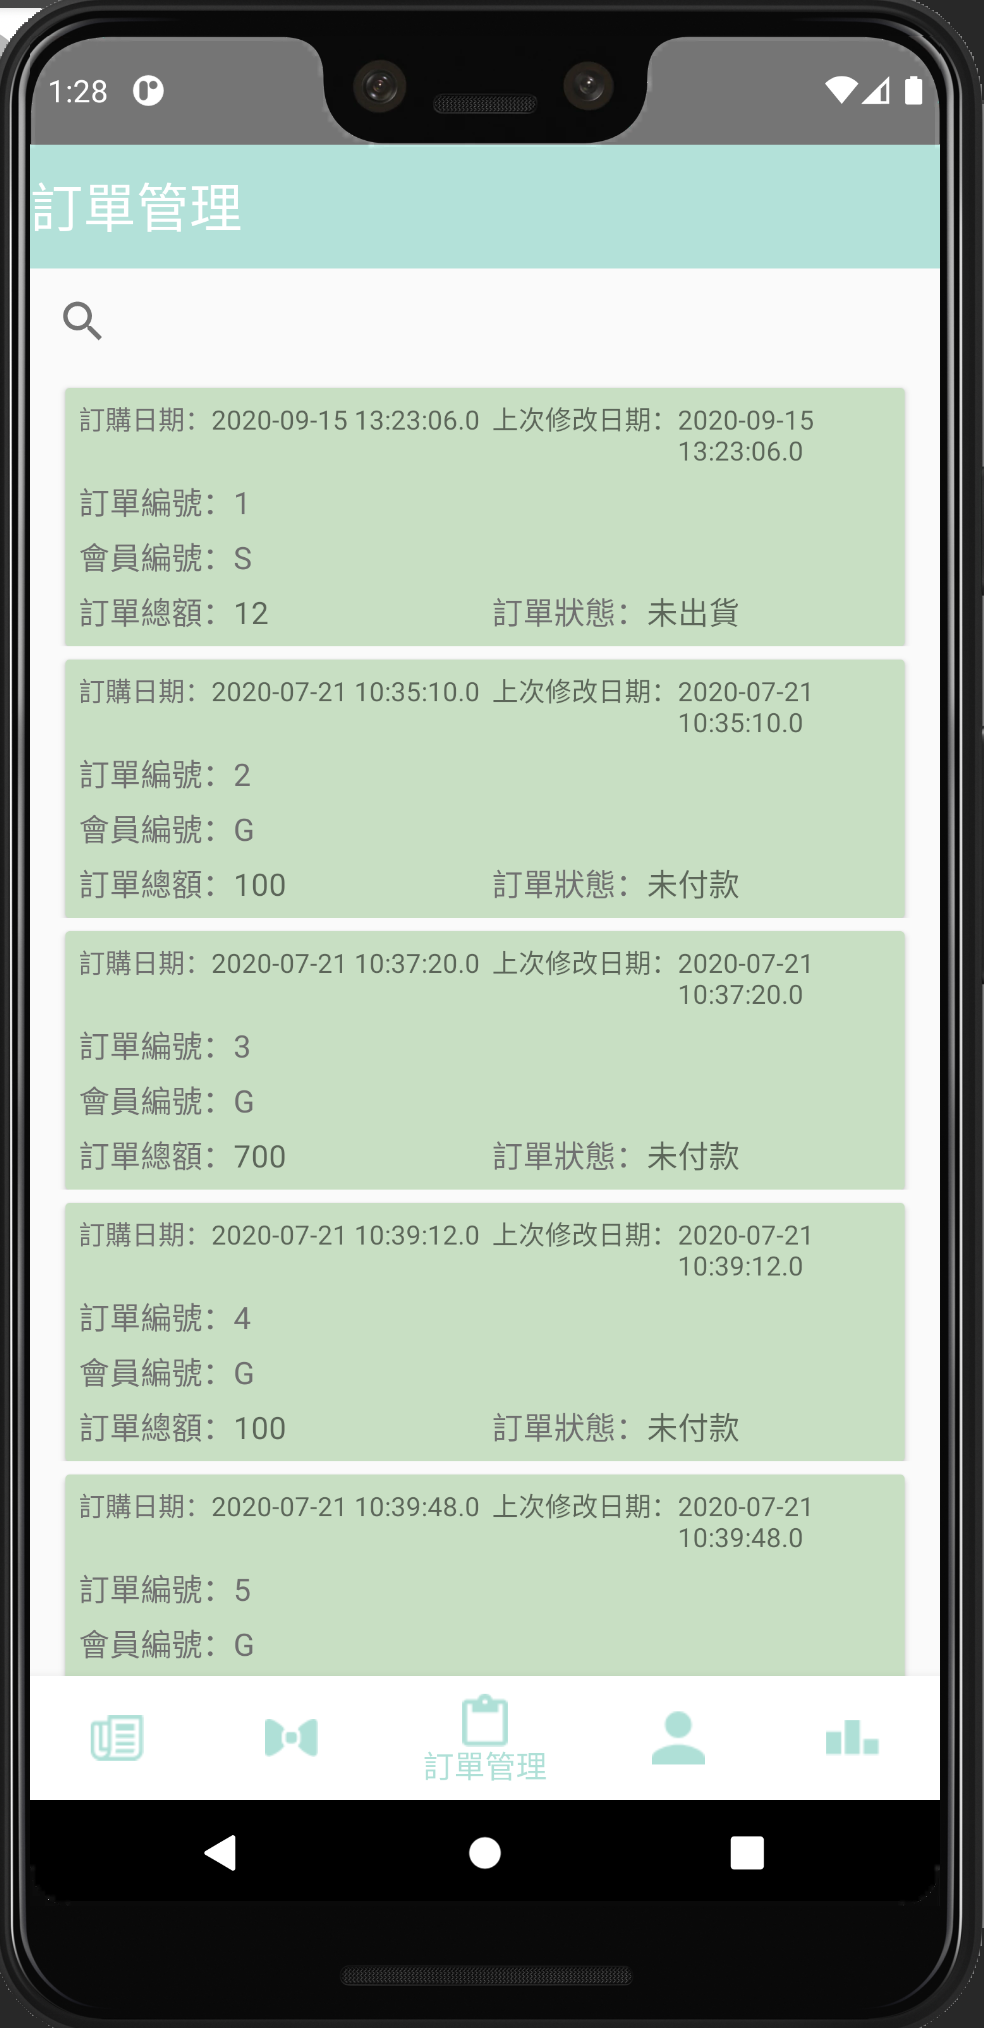 1:28
訂單管理
訂購日期：2020-09-15 13:23:06.0 上次修改日期：2020-09-15
13:23:06.0
訂單編號：1
會員編號：S
訂單總額：12 訂單狀態：未出貨
訂購日期：2020-07-21 10:35:10.0 上次修改日期：2020-07-21
10:35:10.0
訂單編號：2
會員編號：G
訂單總額：100 訂單狀態：未付款
訂購日期：2020-07-21 10:37:20.0 上次修改日期：2020-07-21
10:37:20.0
訂單編號：3
會員編號：G
訂單總額：700 訂單狀態：未付款
訂購日期：2020-07-21 10:39:12.0 上次修改日期：2020-07-21
10:39:12.0
訂單編號：4
會員編號：G
訂單總額：100 訂單狀態：未付款
訂購日期：2020-07-21 10:39:48.0 上次修改日期：2020-07-21
10:39:48.0
訂單編號：5
會員編號：G
訂單管理